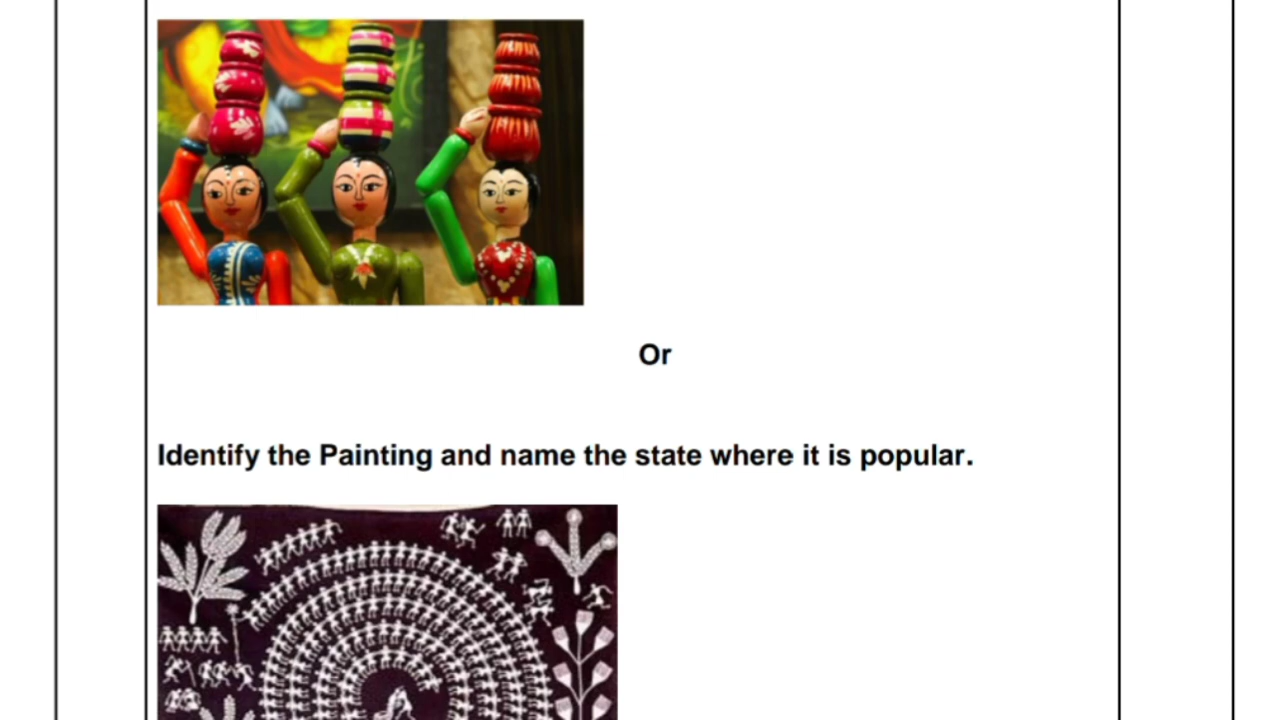 Or
Identify the Painting and name the state where it is popular.